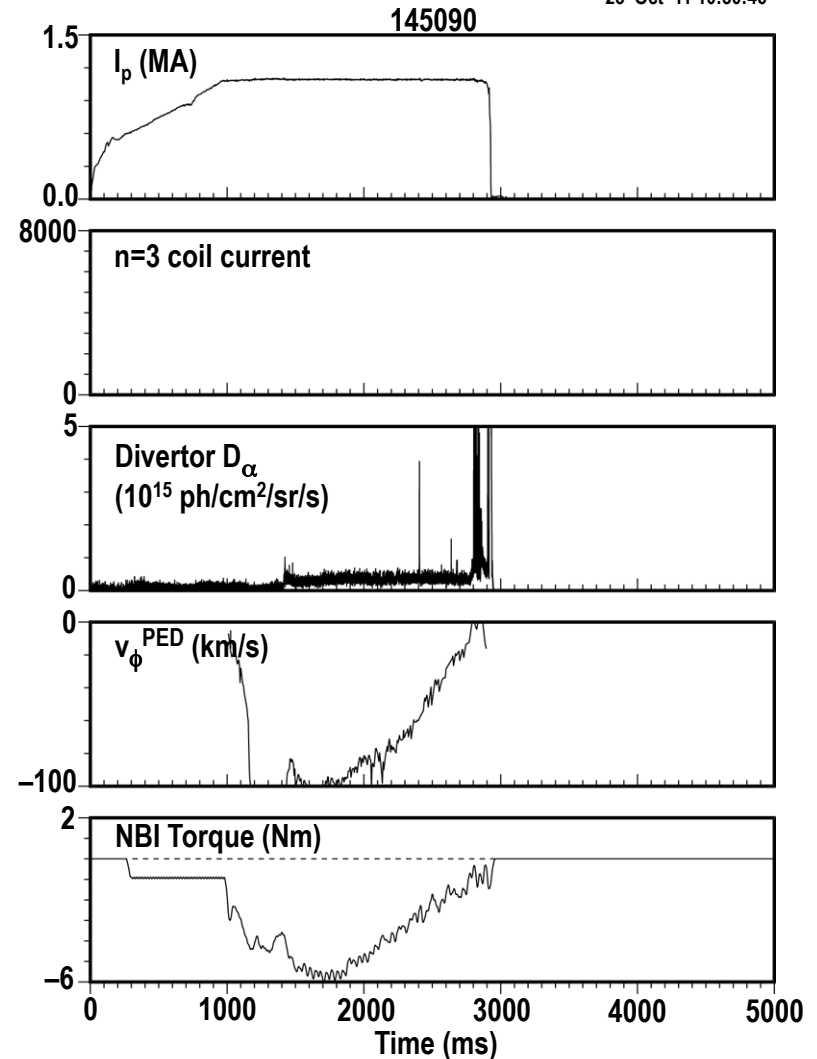 145090
1.5
I_p (MA)
0.0
8000
n=3 coil current
0
5
Divertor D_α
(10^15 ph/cm^2/sr/s)
0
0
v_ϕ^PED (km/s)
–100
2
NBI Torque (Nm)
–6
0 1000 2000 3000 4000 5000
Time (ms)